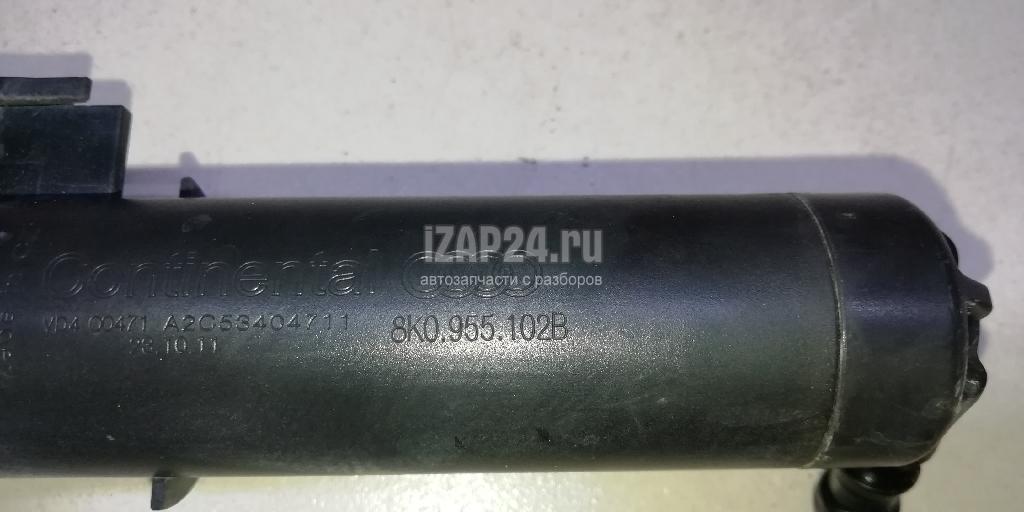 iZAP24.ru
автозапчасти с разборов
Continental
VD4 00471 A2C53404711
8K0.955.102B
28.10.11